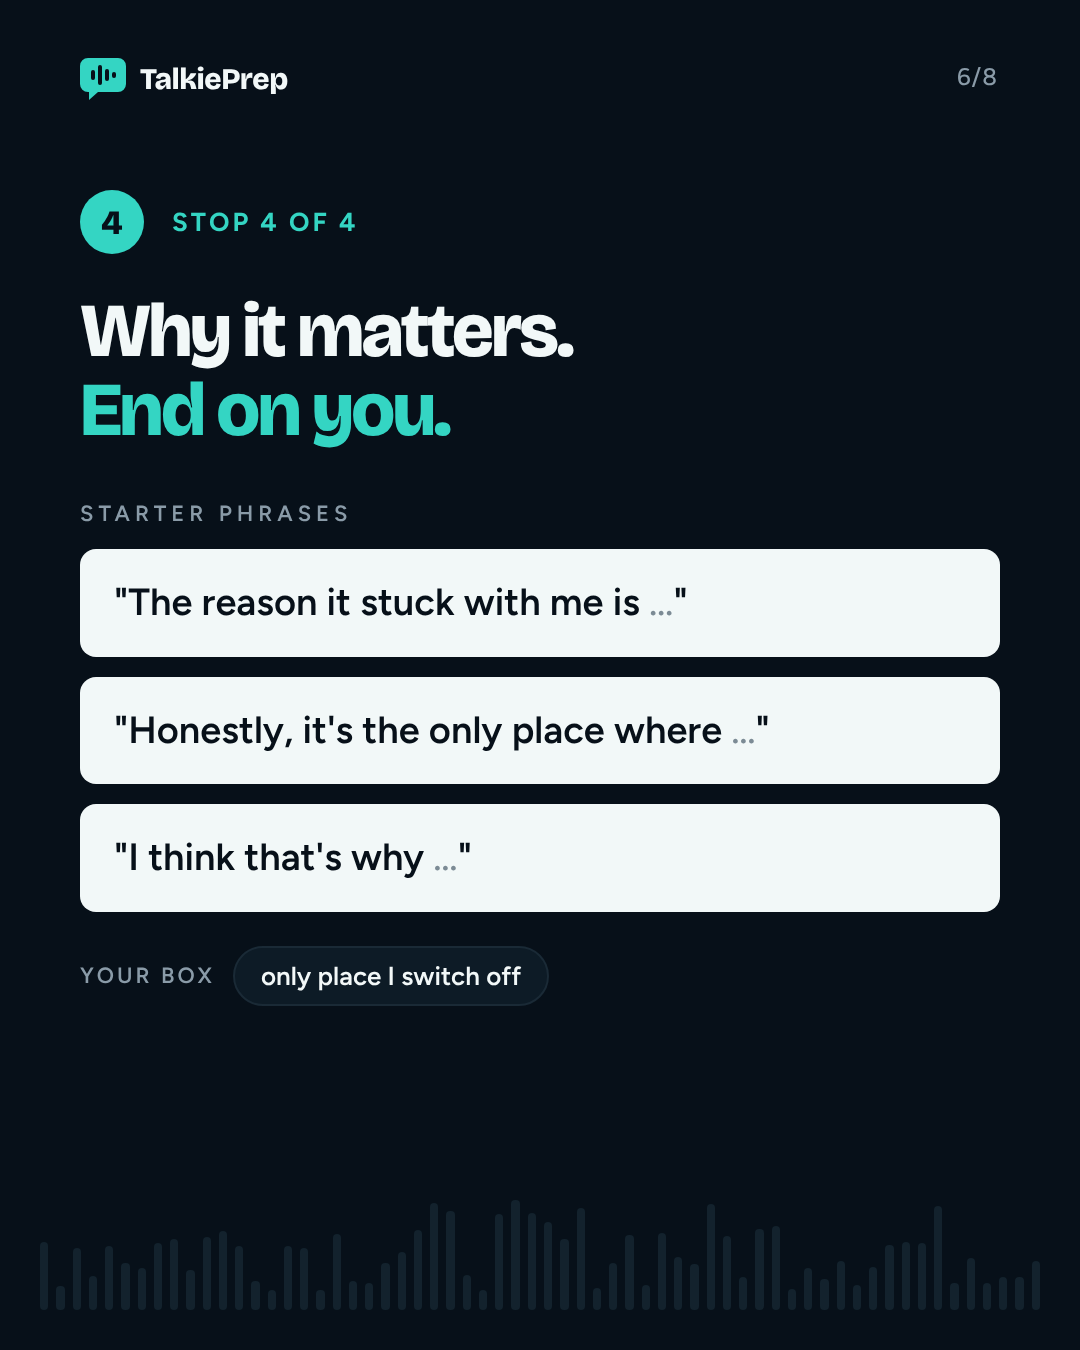 TalkiePrep
6/8
4
STOP 4 OF 4
Why it matters.
End on you.
STARTER PHRASES
"The reason it stuck with me is ..."
"Honestly, it's the only place where ..."
"I think that's why ..."
YOUR BOX
only place I switch off